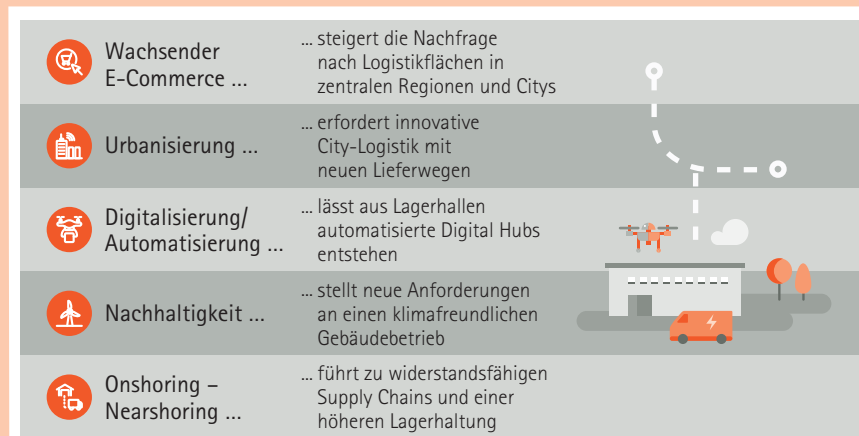 Wachsender
E-Commerce ...
... steigert die Nachfrage
nach Logistikflächen in
zentralen Regionen und Citys
Urbanisierung ...
... erfordert innovative
City-Logistik mit
neuen Lieferwegen
Digitalisierung/
Automatisierung ...
... lässt aus Lagerhallen
automatisierte Digital Hubs
entstehen
Nachhaltigkeit ...
... stellt neue Anforderungen
an einen klimafreundlichen
Gebäudebetrieb
Onshoring –
Nearshoring ...
... führt zu widerstandsfähigen
Supply Chains und einer
höheren Lagerhaltung